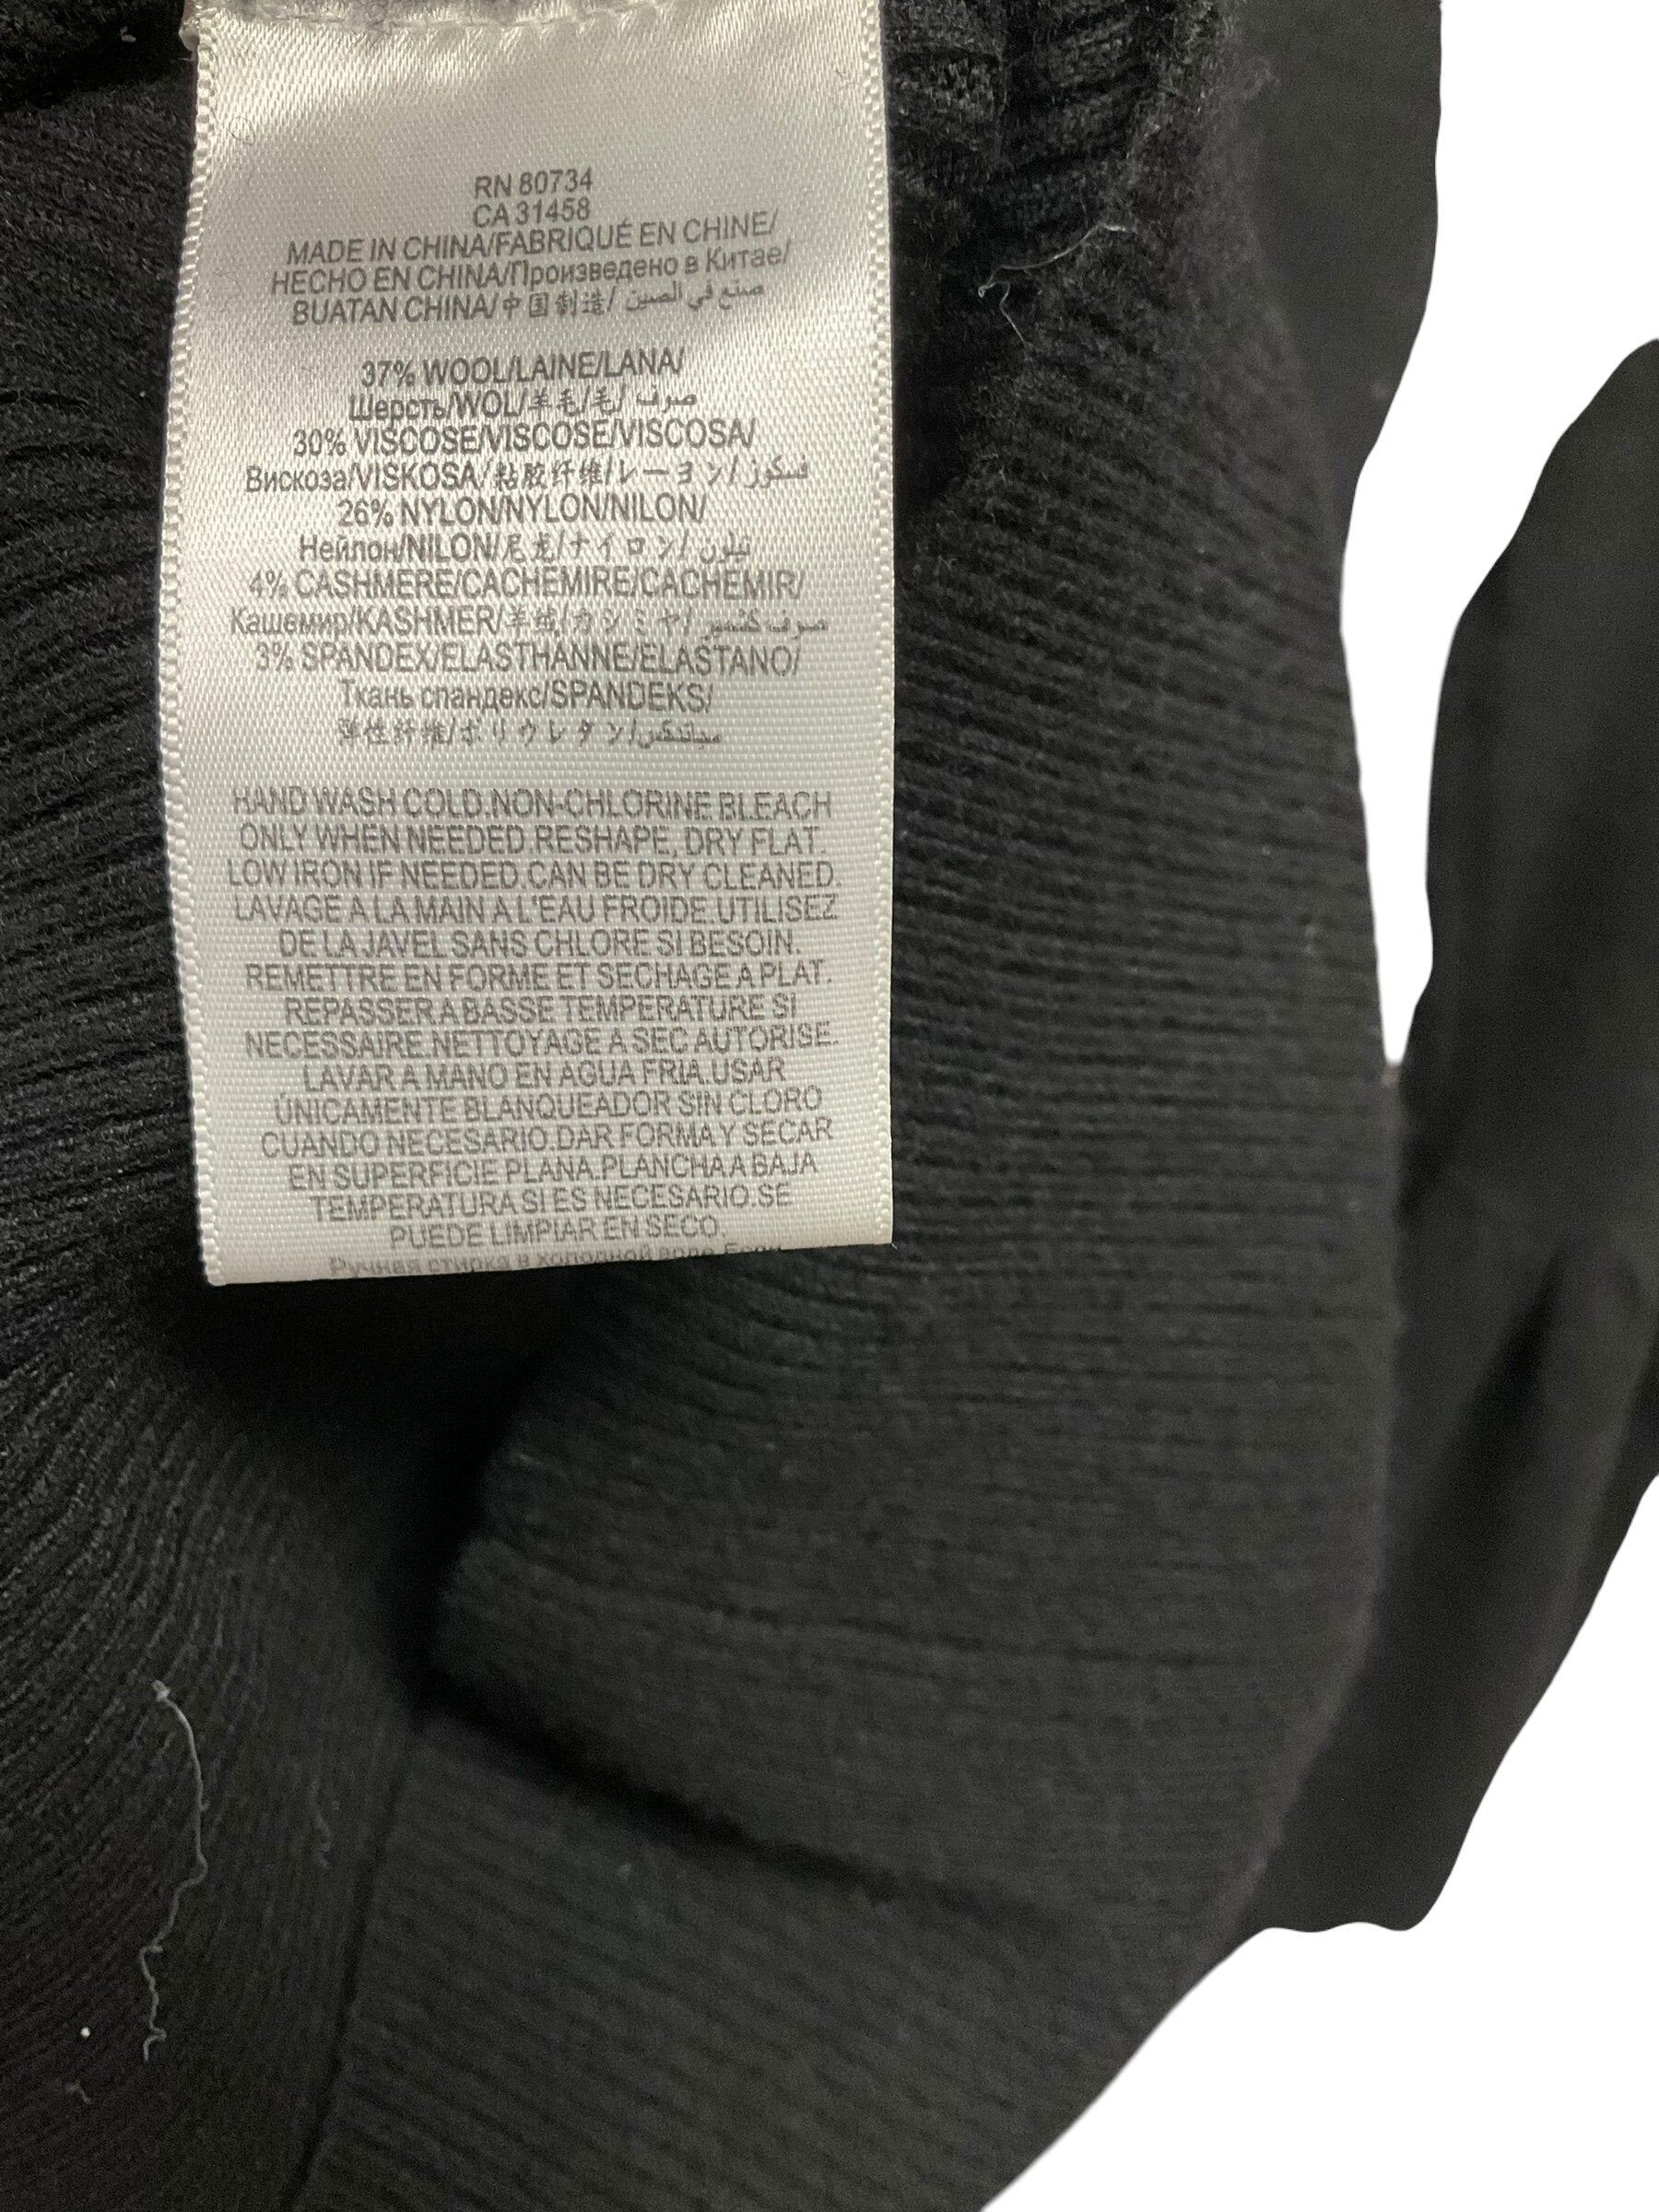 RN 80734
CA 31458
MADE IN CHINA/FABRIQUÉ EN CHINE/
HECHO EN CHINA/Произведено в Китае/
BUATAN CHINA/中国制造/ صنع في الصين
37% WOOL/LAINE/LANA/
Шерсть/WOL/羊毛/毛/ صوف
30% VISCOSE/VISCOSE/VISCOSA/
Вискоза/VISKOSA/粘胶纤维/レーヨン/فسكوز
26% NYLON/NYLON/NILON/
Нейлон/NILON/尼龙/ナイロン/نيلون
4% CASHMERE/CACHEMIRE/CACHEMIR/
Кашемир/KASHMER/羊绒/カシミヤ/صوف كشمير
3% SPANDEX/ELASTHANNE/ELASTANO/
Ткань спандекс/SPANDEKS/
弹性纤维/ポリウレタン/سباندكس
HAND WASH COLD.NON-CHLORINE BLEACH
ONLY WHEN NEEDED.RESHAPE, DRY FLAT.
LOW IRON IF NEEDED.CAN BE DRY CLEANED.
LAVAGE A LA MAIN A L'EAU FROIDE.UTILISEZ
DE LA JAVEL SANS CHLORE SI BESOIN.
REMETTRE EN FORME ET SECHAGE A PLAT.
REPASSER A BASSE TEMPERATURE SI
NECESSAIRE.NETTOYAGE A SEC AUTORISE.
LAVAR A MANO EN AGUA FRIA.USAR
ÚNICAMENTE BLANQUEADOR SIN CLORO
CUANDO NECESARIO.DAR FORMA Y SECAR
EN SUPERFICIE PLANA.PLANCHA A BAJA
TEMPERATURA SI ES NECESARIO.SE
PUEDE LIMPIAR EN SECO.
Ручная стирка в холодной воде.Если